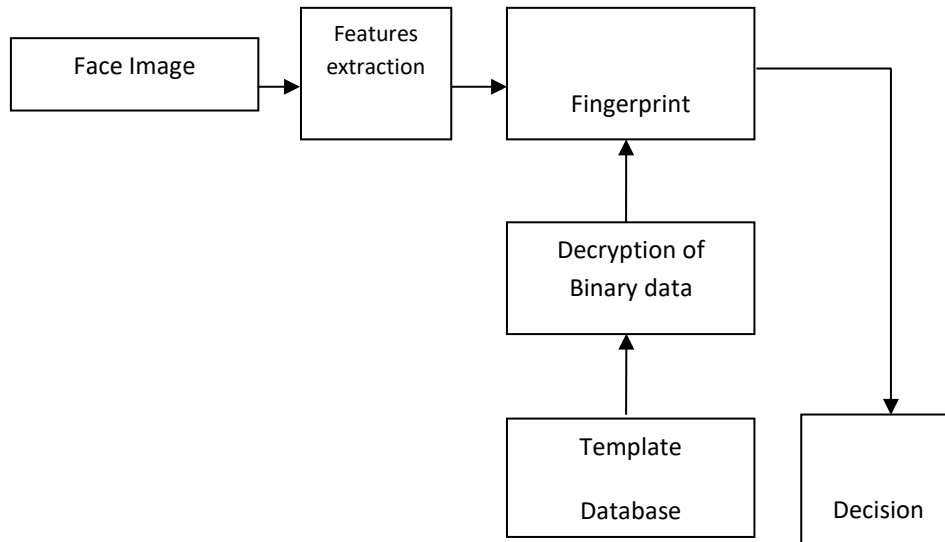 Face Image
Features
extraction
Fingerprint
Decryption of
Binary data
Template
Database
Decision